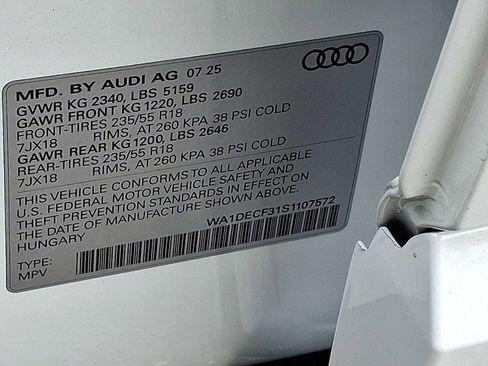 MFD. BY AUDI AG 07 25
GVWR KG 2340, LBS 5159
GAWR FRONT KG 1220, LBS 2690
FRONT-TIRES 235/55 R18
7JX18 RIMS, AT 260 KPA 38 PSI COLD
GAWR REAR KG 1200, LBS 2646
REAR-TIRES 235/55 R18
7JX18 RIMS, AT 260 KPA 38 PSI COLD
THIS VEHICLE CONFORMS TO ALL APPLICABLE
U.S. FEDERAL MOTOR VEHICLE SAFETY AND
THEFT PREVENTION STANDARDS IN EFFECT ON
THE DATE OF MANUFACTURE SHOWN ABOVE.
HUNGARY WA1DECF31S1107572
TYPE:
MPV